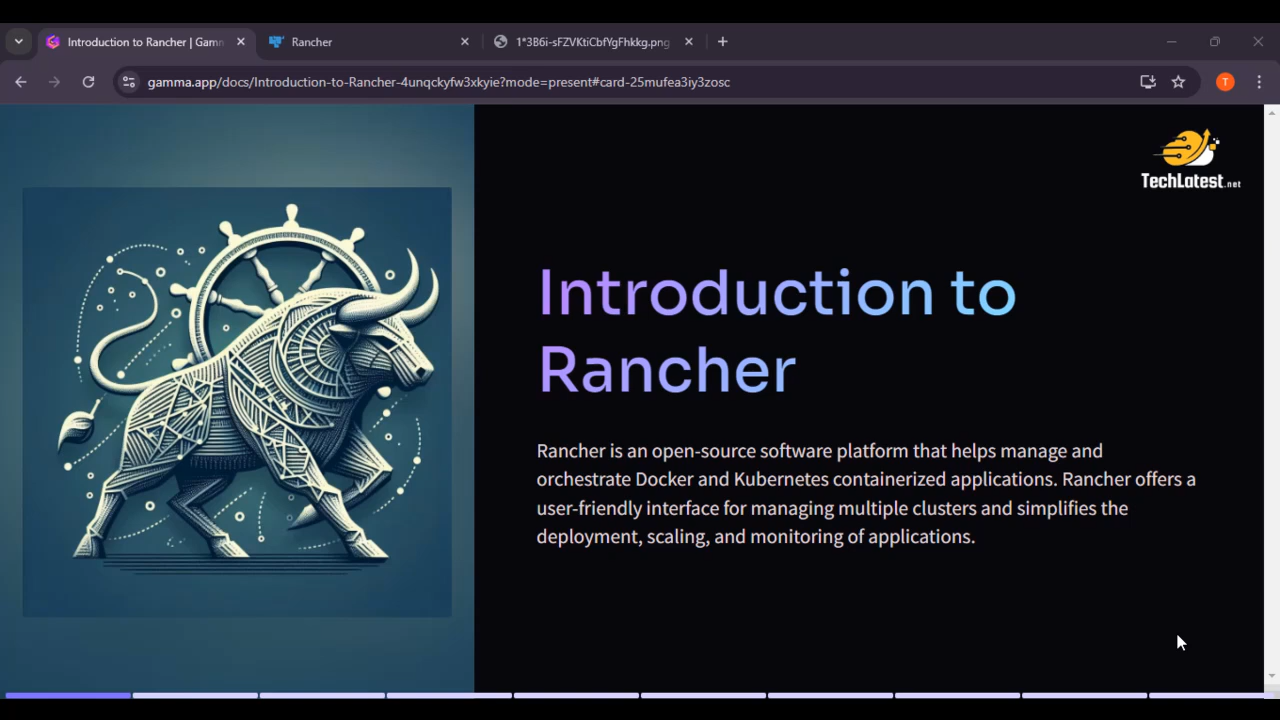 Introduction to Rancher | Gamm
Rancher
1*3B6i-sFZVKtiCbfYgFhkkg.png
gamma.app/docs/Introduction-to-Rancher-4unqckyfw3xkyie?mode=present#card-25mufea3iy3zosc
T
TechLatest.net
Introduction to
Rancher
Rancher is an open-source software platform that helps manage and
orchestrate Docker and Kubernetes containerized applications. Rancher offers a
user-friendly interface for managing multiple clusters and simplifies the
deployment, scaling, and monitoring of applications.